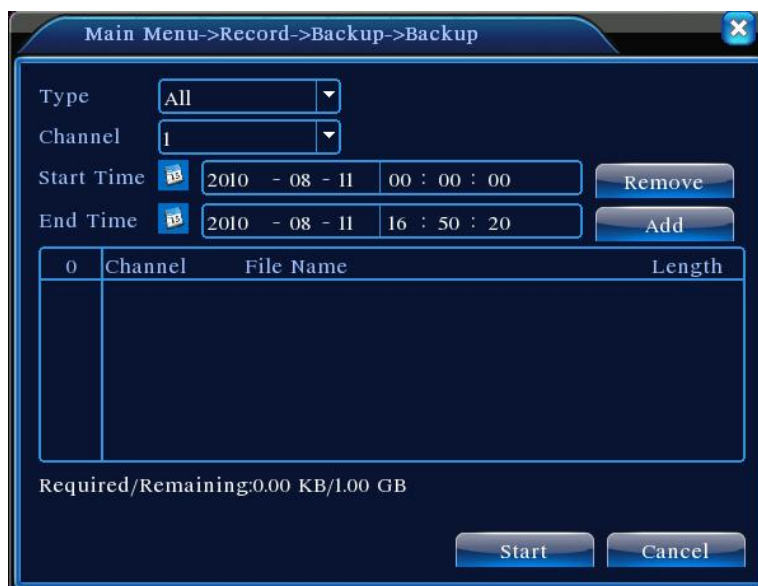 Main Menu->Record->Backup->Backup
Type All
Channel 1
Start Time 15 2010 - 08 - 11 00 : 00 : 00 Remove
End Time 15 2010 - 08 - 11 16 : 50 : 20 Add
0 Channel File Name Length
Required/Remaining:0.00 KB/1.00 GB
Start Cancel